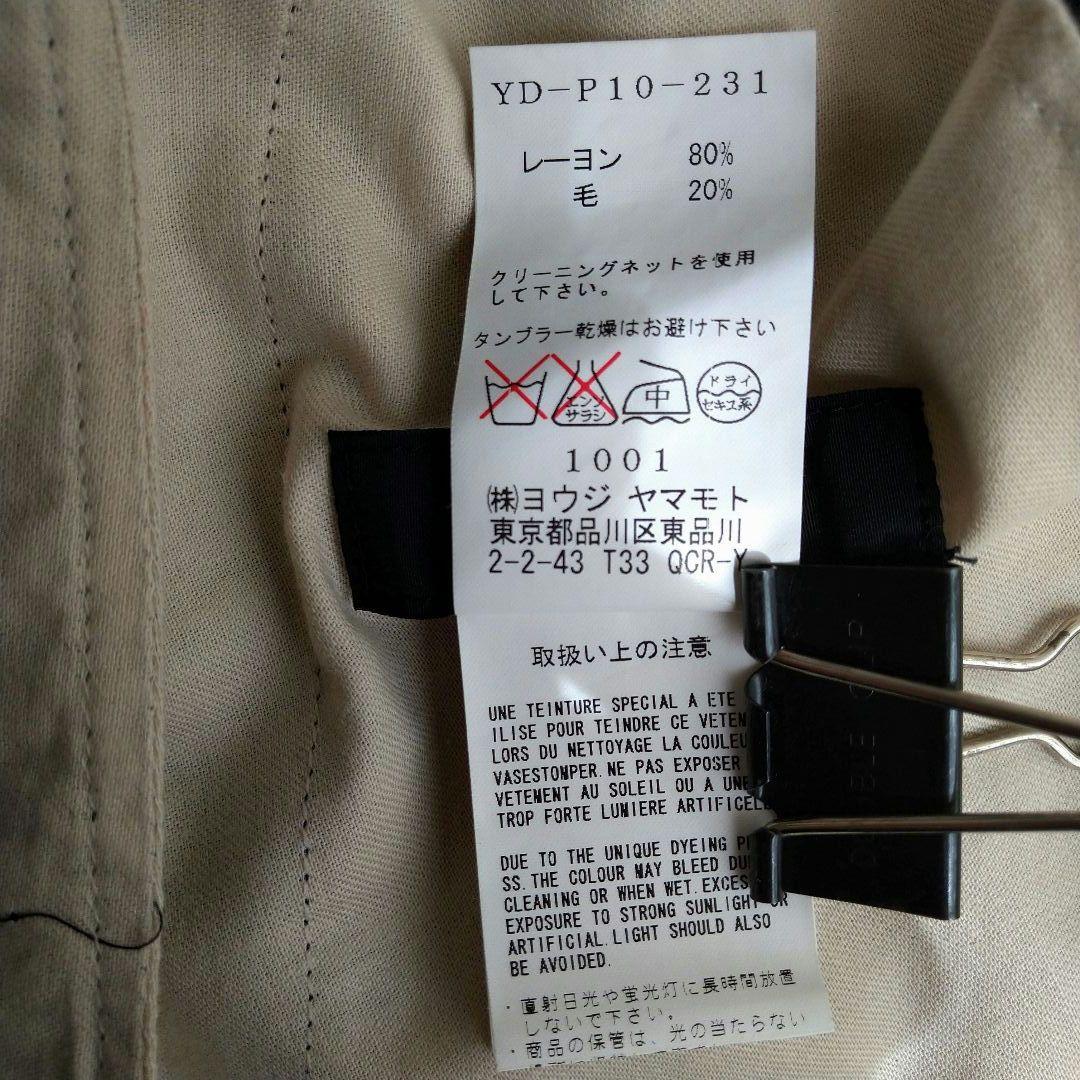 YD-P10-231
レーヨン 80%
毛 20%
クリーニングネットを使用
して下さい。
タンブラー乾燥はお避け下さい
エンソ
サラシ
中
ドライ
セキユ系
1001
㈱ヨウジ ヤマモト
東京都品川区東品川
2-2-43 T33 QCR-Y
取扱い上の注意
UNE TEINTURE SPECIAL A ETE
ILISE POUR TEINDRE CE
LORS DU NETTOYAGE LA
VASESTOMPER.NE PAS EXPOSER
VETEMENT AU SOLEIL OU A
TROP FORTE LUMIERE
DUE TO THE UNIQUE DYEING
SS.THE COLOUR MAY BLEED
CLEANING OR WHEN WET.
EXPOSURE TO STRONG SUNLIGHT OR
ARTIFICIAL.LIGHT SHOULD ALSO
BE AVOIDED.
・直射日光や蛍光灯に長時間放置
しないで下さい。
・商品の保管は、光の当たらない